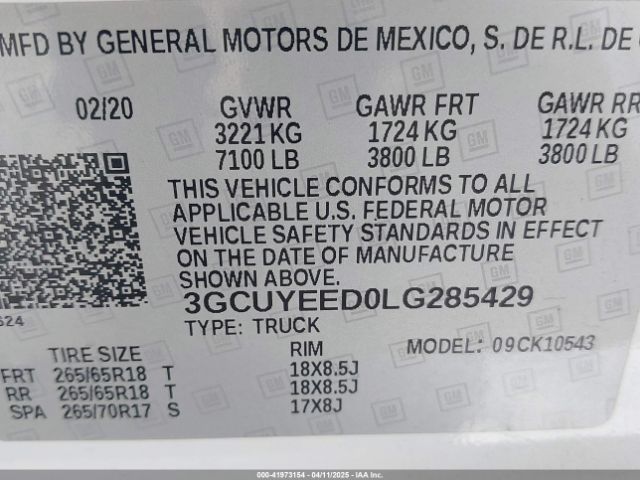 MFD BY GENERAL MOTORS DE MEXICO, S. DE R.L. DE
02/20 GVWR GAWR FRT GAWR RR
3221 KG 1724 KG 1724 KG
7100 LB 3800 LB 3800 LB
THIS VEHICLE CONFORMS TO ALL
APPLICABLE U.S. FEDERAL MOTOR
VEHICLE SAFETY STANDARDS IN EFFECT
ON THE DATE OF MANUFACTURE
SHOWN ABOVE.
3GCUYEED0LG285429
624
TYPE: TRUCK
TIRE SIZE RIM MODEL: 09CK10543
FRT 265/65R18 T 18X8.5J
RR 265/65R18 T 18X8.5J
SPA 265/70R17 S 17X8J
000-41973154 - 04/11/2025 - IAA, Inc.